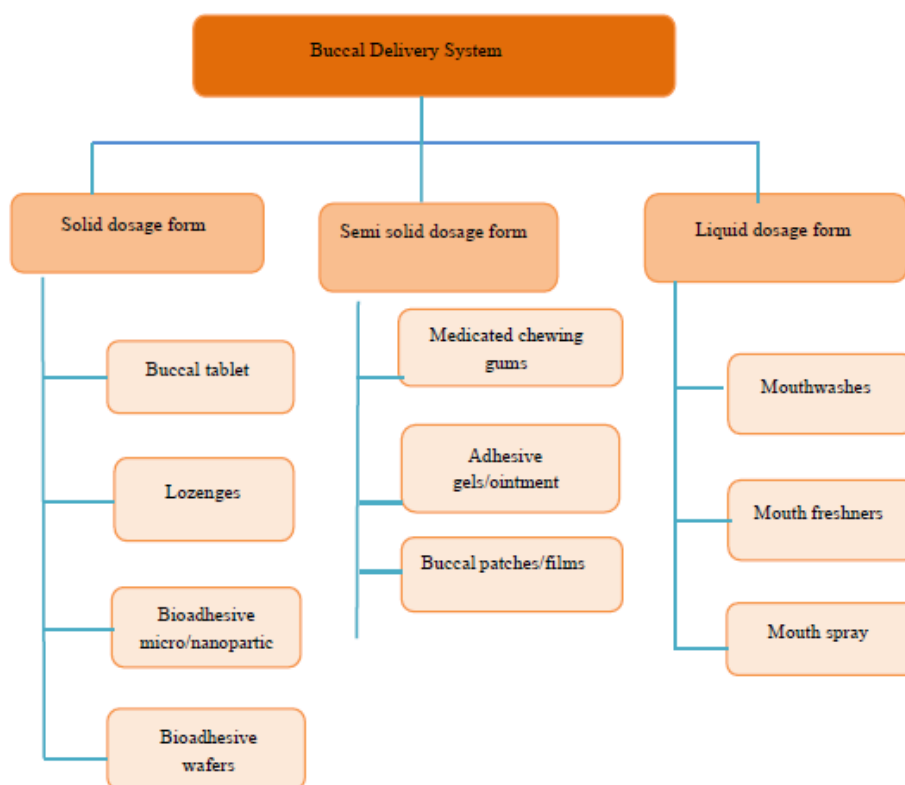 Buccal Delivery System
Solid dosage form
Semi solid dosage form
Liquid dosage form
Buccal tablet
Lozenges
Bioadhesive
micro/nanopartic
Bioadhesive
wafers
Medicated chewing
gums
Adhesive
gels/ointment
Buccal patches/films
Mouthwashes
Mouth freshners
Mouth spray